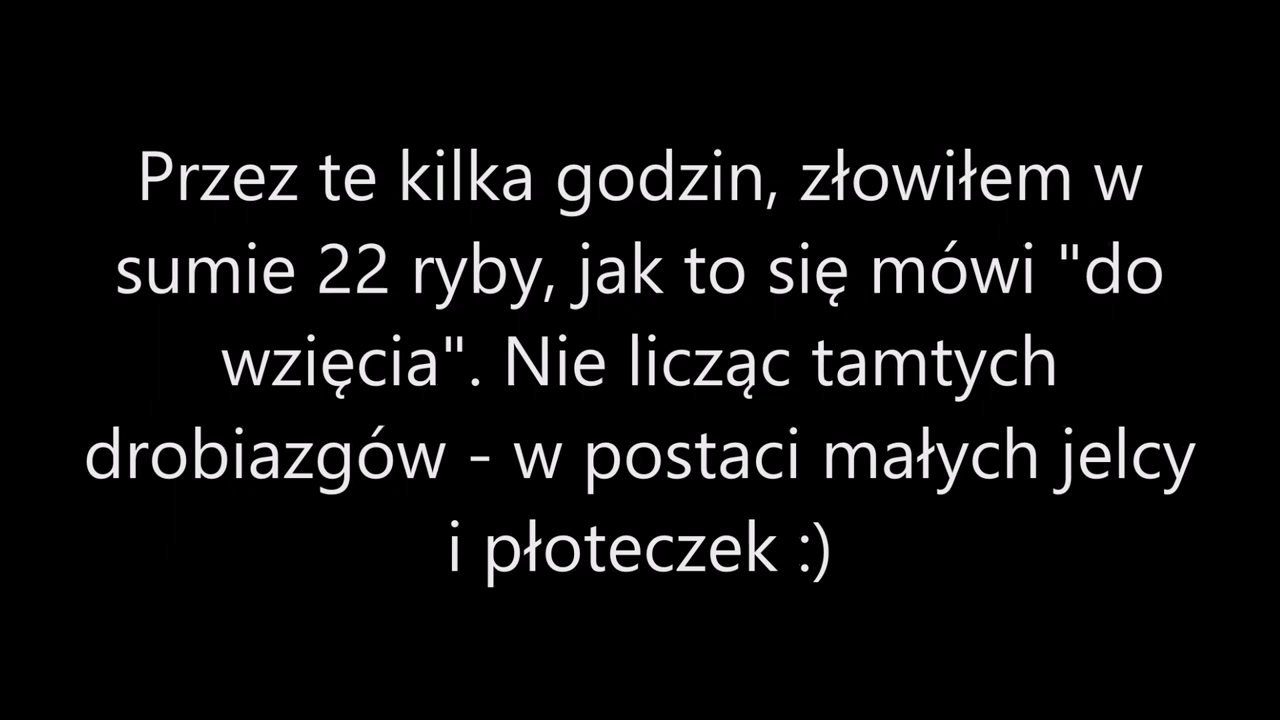 Przez te kilka godzin, złowiłem w
sumie 22 ryby, jak to się mówi "do
wzięcia". Nie licząc tamtych
drobiazgów - w postaci małych jelcy
i płoteczek :)